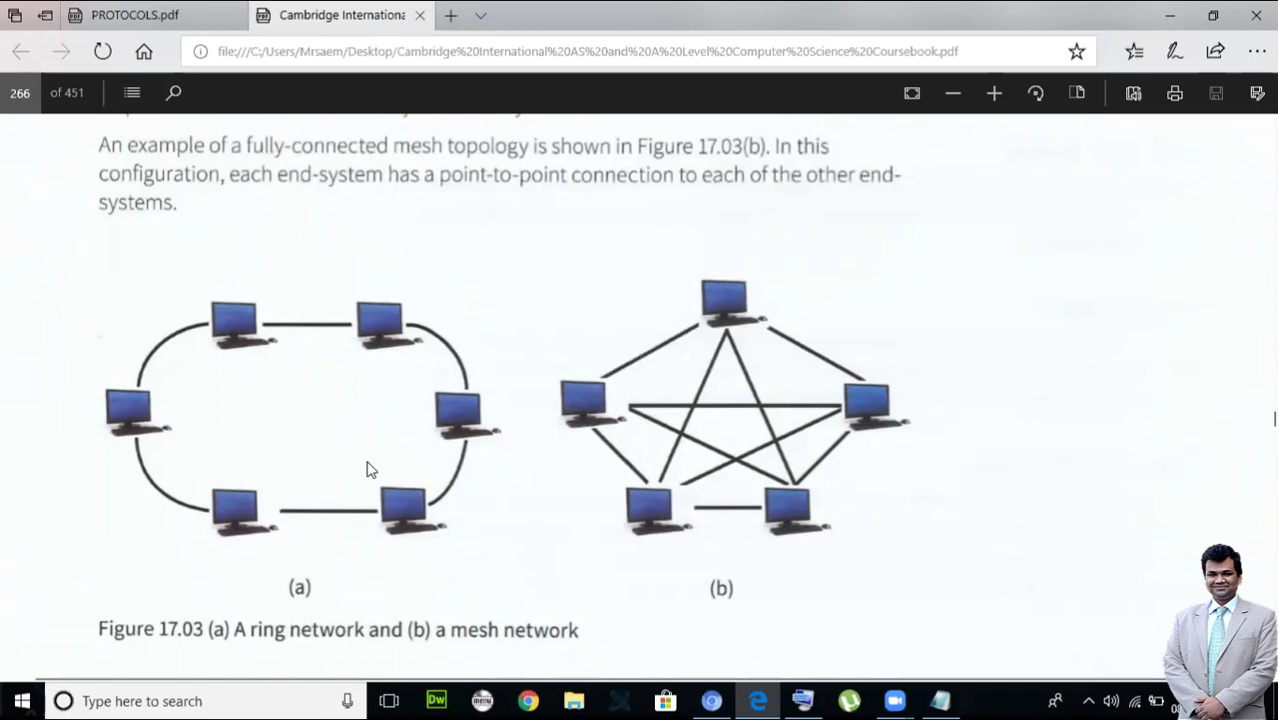 PROTOCOLS.pdf
Cambridge Internationa
file:///C:/Users/Mrsaem/Desktop/Cambridge%20International%20AS%20and%20A%20Level%20Computer%20Science%20Coursebook.pdf
266 of 451
An example of a fully-connected mesh topology is shown in Figure 17.03(b). In this
configuration, each end-system has a point-to-point connection to each of the other end-
systems.
(a)
(b)
Figure 17.03 (a) A ring network and (b) a mesh network
Type here to search
Dw
menu